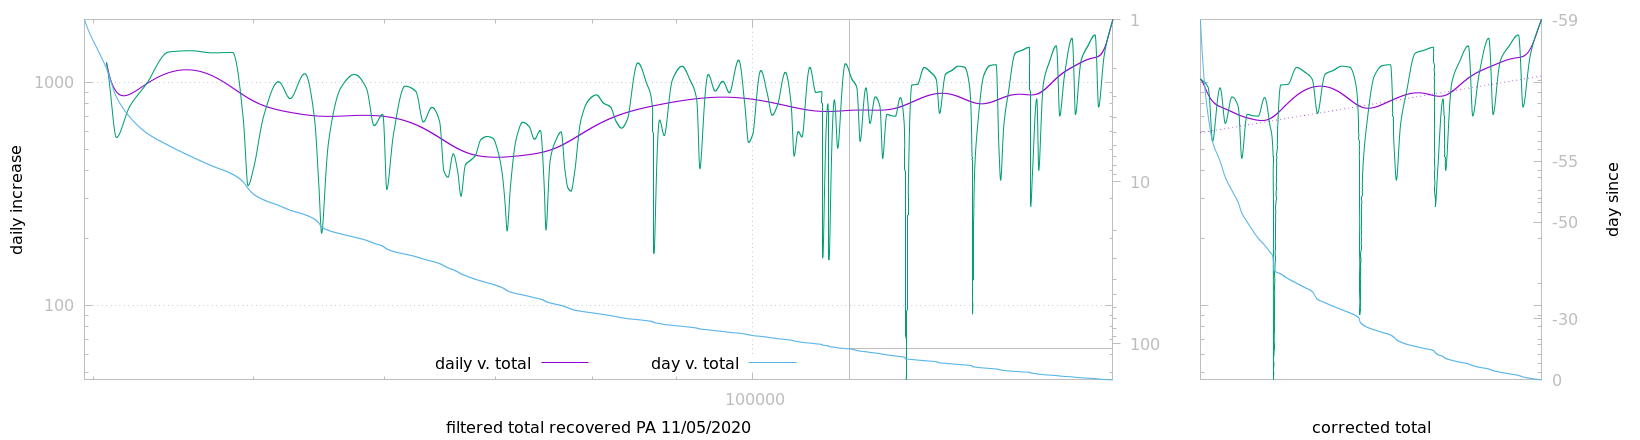 1000
100
daily increase
daily v. total
day v. total
100000
filtered total recovered PA 11/05/2020
1
10
100
-59
-55
-50
-30
0
day since
corrected total